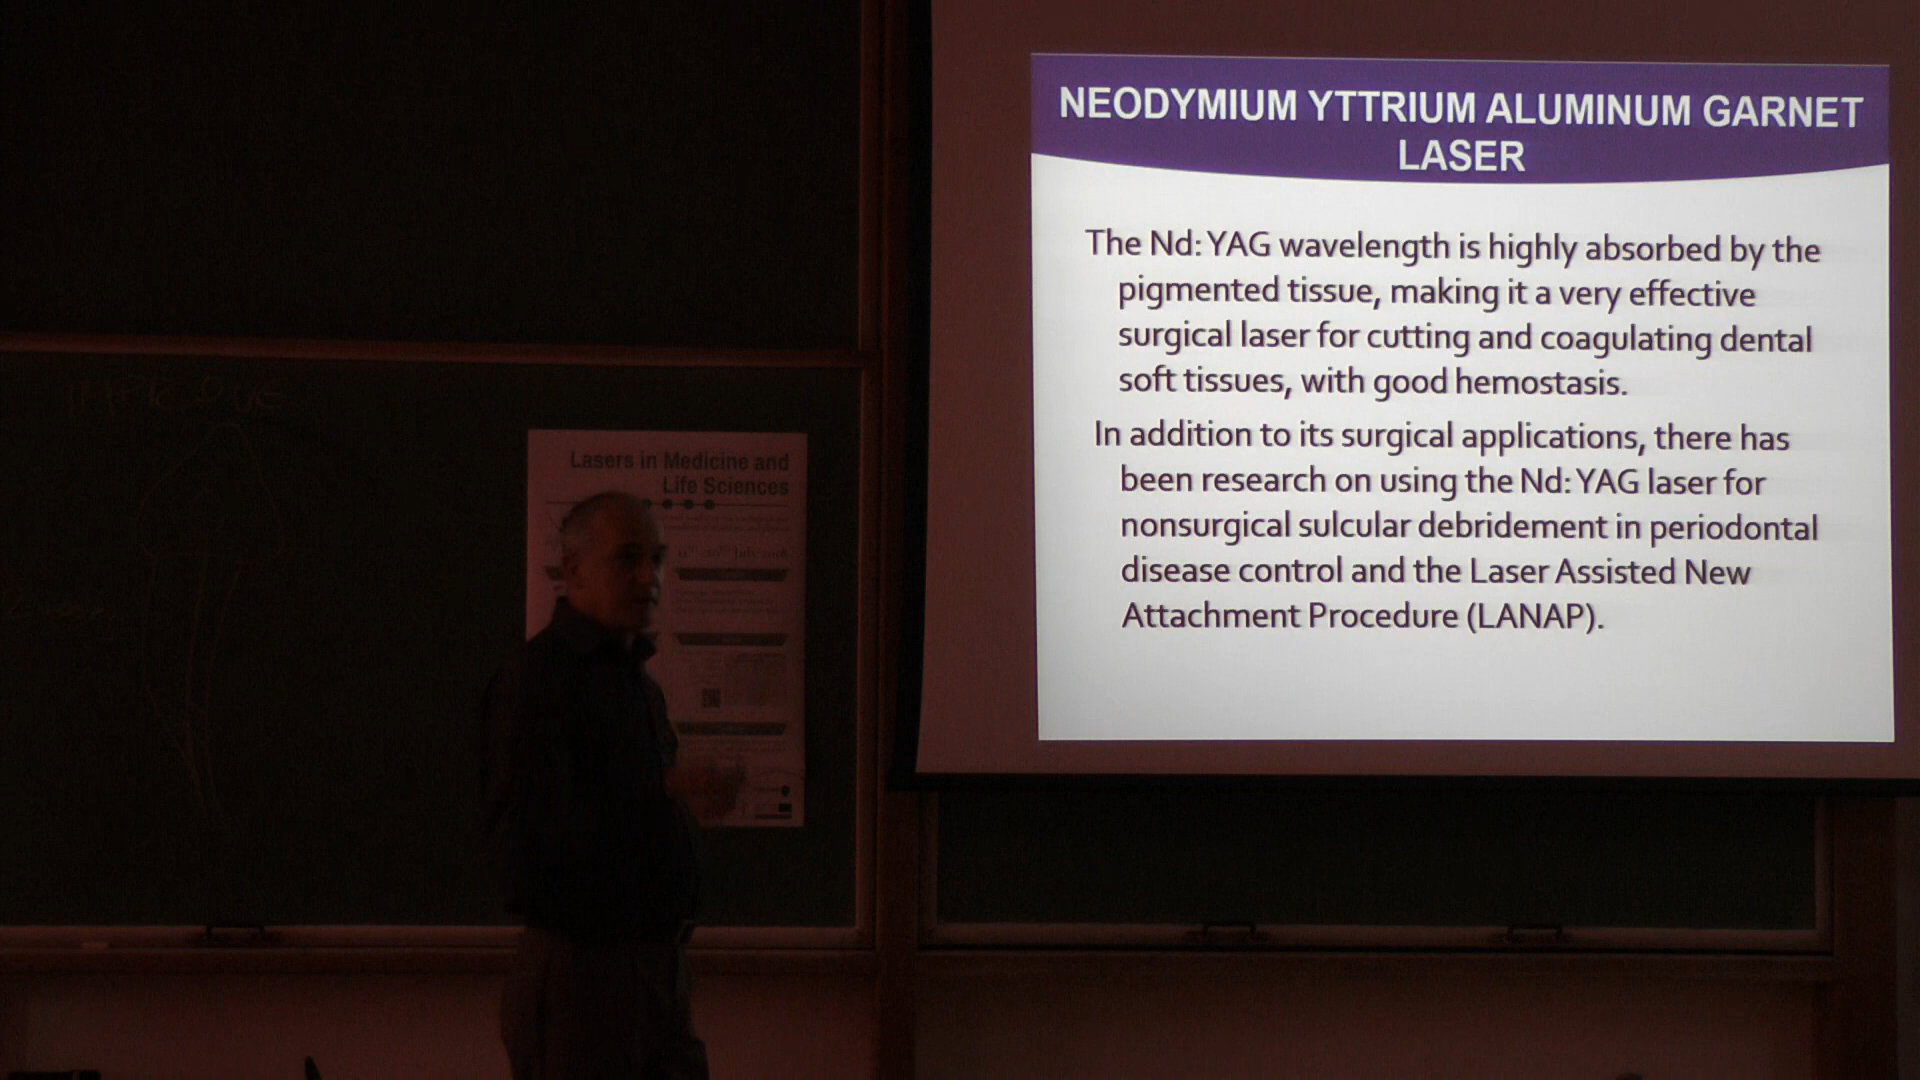 NEODYMIUM YTTRIUM ALUMINUM GARNET
LASER
The Nd: YAG wavelength is highly absorbed by the
pigmented tissue, making it a very effective
surgical laser for cutting and coagulating dental
soft tissues, with good hemostasis.
In addition to its surgical applications, there has
been research on using the Nd: YAG laser for
nonsurgical sulcular debridement in periodontal
disease control and the Laser Assisted New
Attachment Procedure (LANAP).
Lasers in Medicine and
Life Sciences